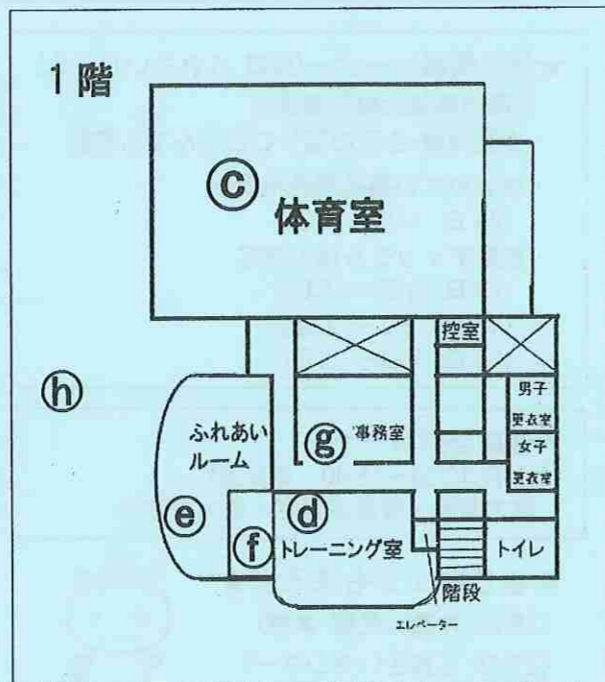 1階
ⓒ
体育室
控室
ⓗ
男子
更衣室
ふれあい
ルーム
ⓖ 事務室
女子
更衣室
ⓔ
ⓕ
ⓓ
トレーニング室
トイレ
階段
エレベーター